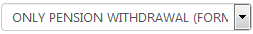 ONLY PENSION WITHDRAWAL (FORM